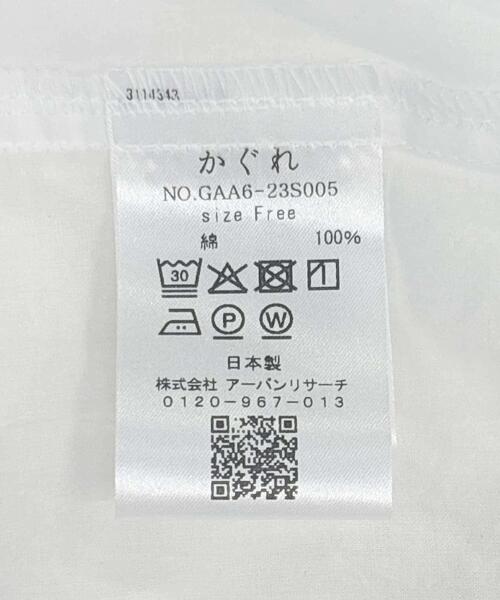 3114343
かぐれ
NO.GAA6-23S005
size Free
綿 100%
30
P W
日本製
株式会社 アーバンリサーチ
0120-967-013